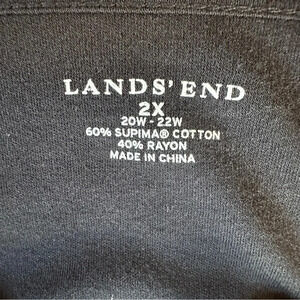 LANDS' END
2X
20W - 22W
60% SUPIMA® COTTON
40% RAYON
MADE IN CHINA